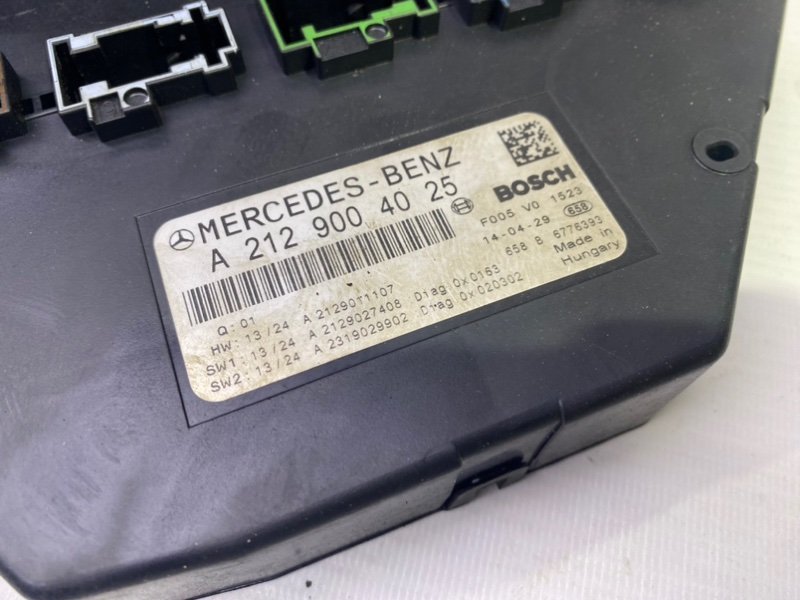 MERCEDES-BENZ
A 212 900 40 25
BOSCH
F005 V0 1523
14-04-29 658
658 B 6776393
Made in
Hungary
Q: 01
HW: 13/24 A 2129011107
SW1: 13/24 A 2129027408 Diag 0x0163
SW2: 13/24 A 2319029902 Diag 0x020302